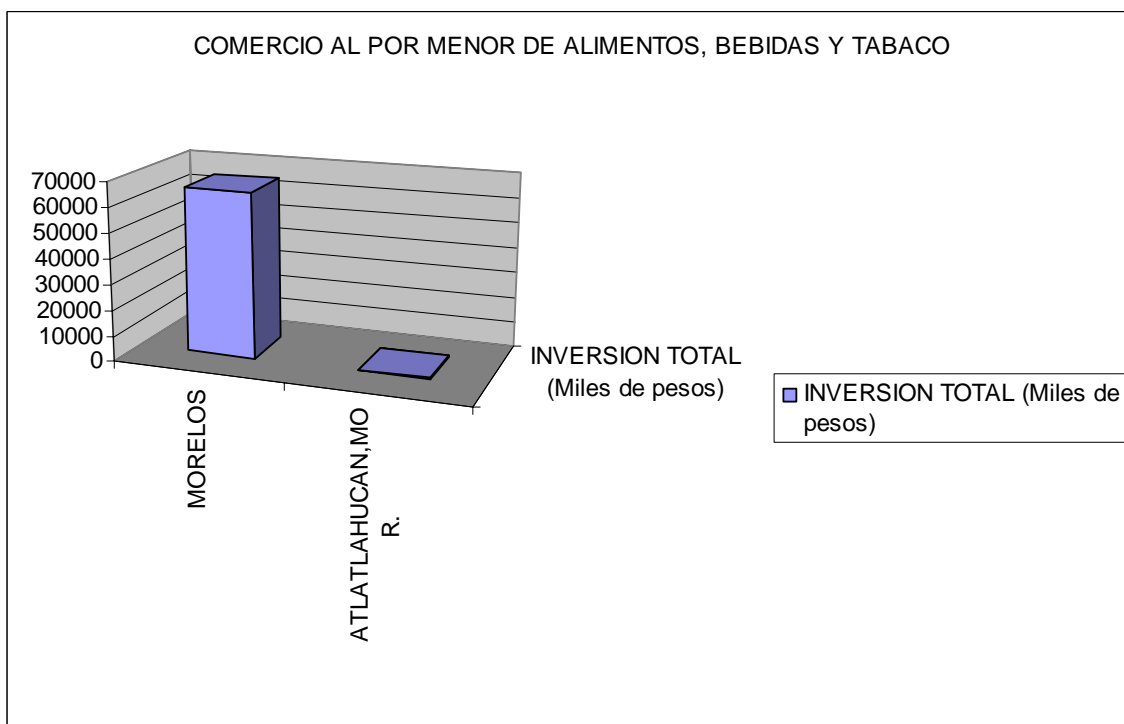 COMERCIO AL POR MENOR DE ALIMENTOS, BEBIDAS Y TABACO
70000
60000
50000
40000
30000
20000
10000
0
MORELOS
ATLATLAHUCAN,MO
R.
INVERSION TOTAL
(Miles de pesos)
INVERSION TOTAL (Miles de
pesos)